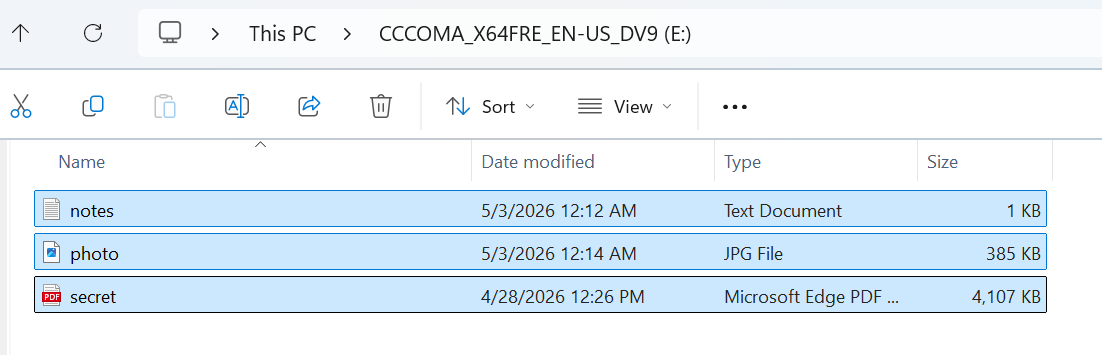 This PC > CCCOMA_X64FRE_EN-US_DV9 (E:)
Sort View
Name Date modified Type Size
notes 5/3/2026 12:12 AM Text Document 1 KB
photo 5/3/2026 12:14 AM JPG File 385 KB
PDF secret 4/28/2026 12:26 PM Microsoft Edge PDF ... 4,107 KB